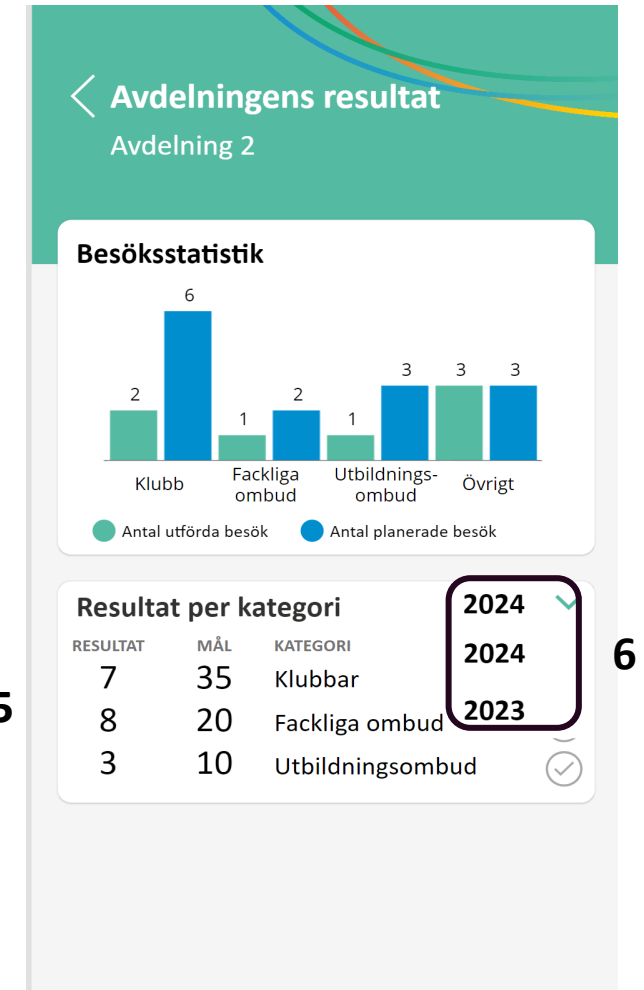 Avdelningens resultat
Avdelning 2
Besöksstatistik
6
2
1
2
1
3
3
3
Klubb
Fackliga ombud
Utbildnings-ombud
Övrigt
Antal utförda besök Antal planerade besök
Resultat per kategori 2024
RESULTAT MÅL KATEGORI 2024
7 35 Klubbar
8 20 Fackliga ombud 2023
3 10 Utbildningsombud
5
6